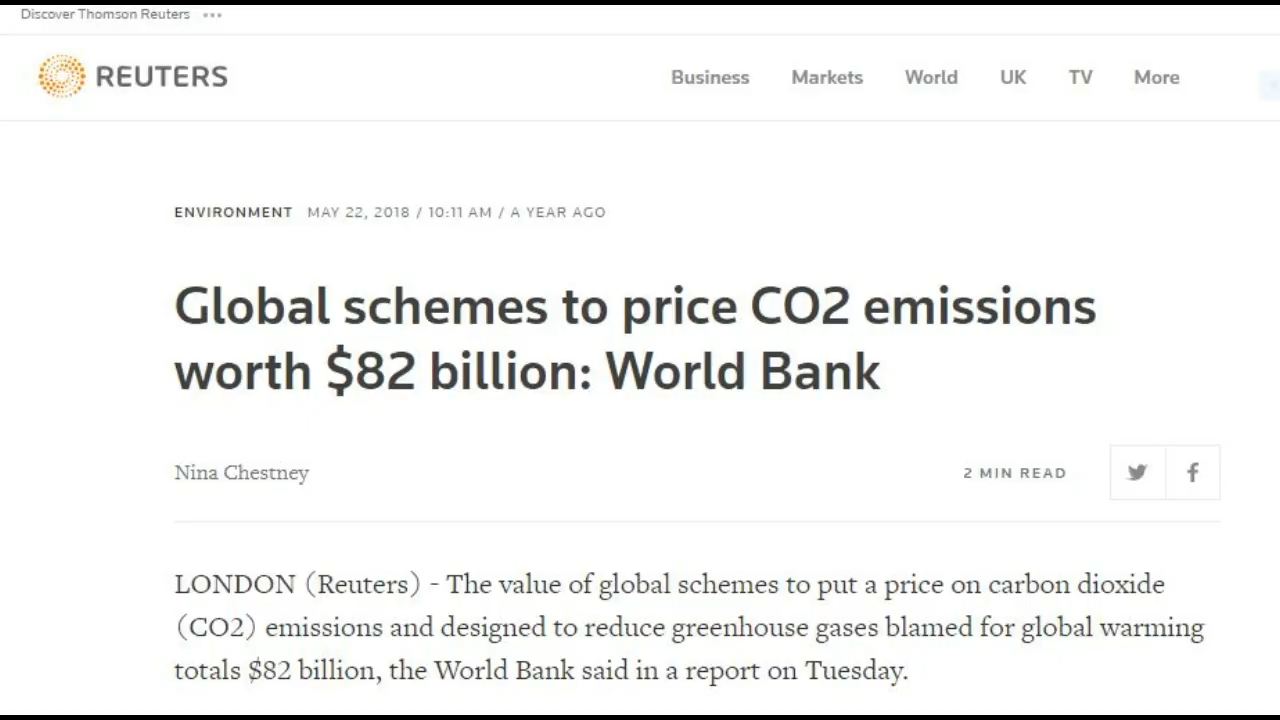 Discover Thomson Reuters •••
REUTERS
Business Markets World UK TV More
ENVIRONMENT MAY 22, 2018 / 10:11 AM / A YEAR AGO
Global schemes to price CO2 emissions
worth $82 billion: World Bank
Nina Chestney
2 MIN READ
LONDON (Reuters) - The value of global schemes to put a price on carbon dioxide
(CO2) emissions and designed to reduce greenhouse gases blamed for global warming
totals $82 billion, the World Bank said in a report on Tuesday.